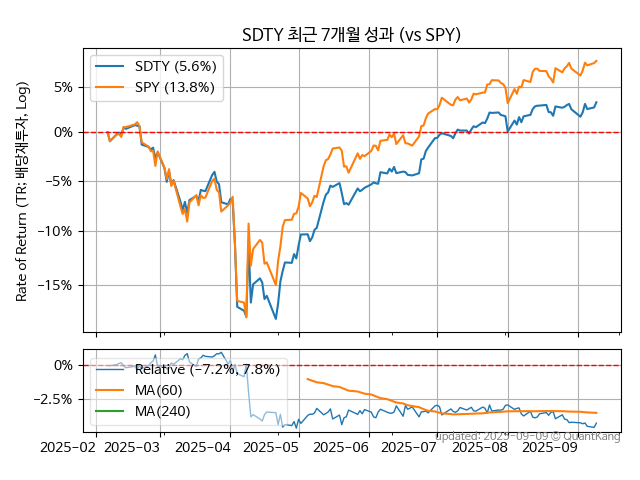 SDTY 최근 7개월 성과 (vs SPY)
SDTY (5.6%)
SPY (13.8%)
Rate of Return (TR: 배당재투자, Log)
5%
0%
−5%
−10%
−15%
Relative (−7.2%, 7.8%)
MA(60)
MA(240)
0%
−2.5%
updated: 2025-09-09 © QuantKang
2025-02 2025-03 2025-04 2025-05 2025-06 2025-07 2025-08 2025-09